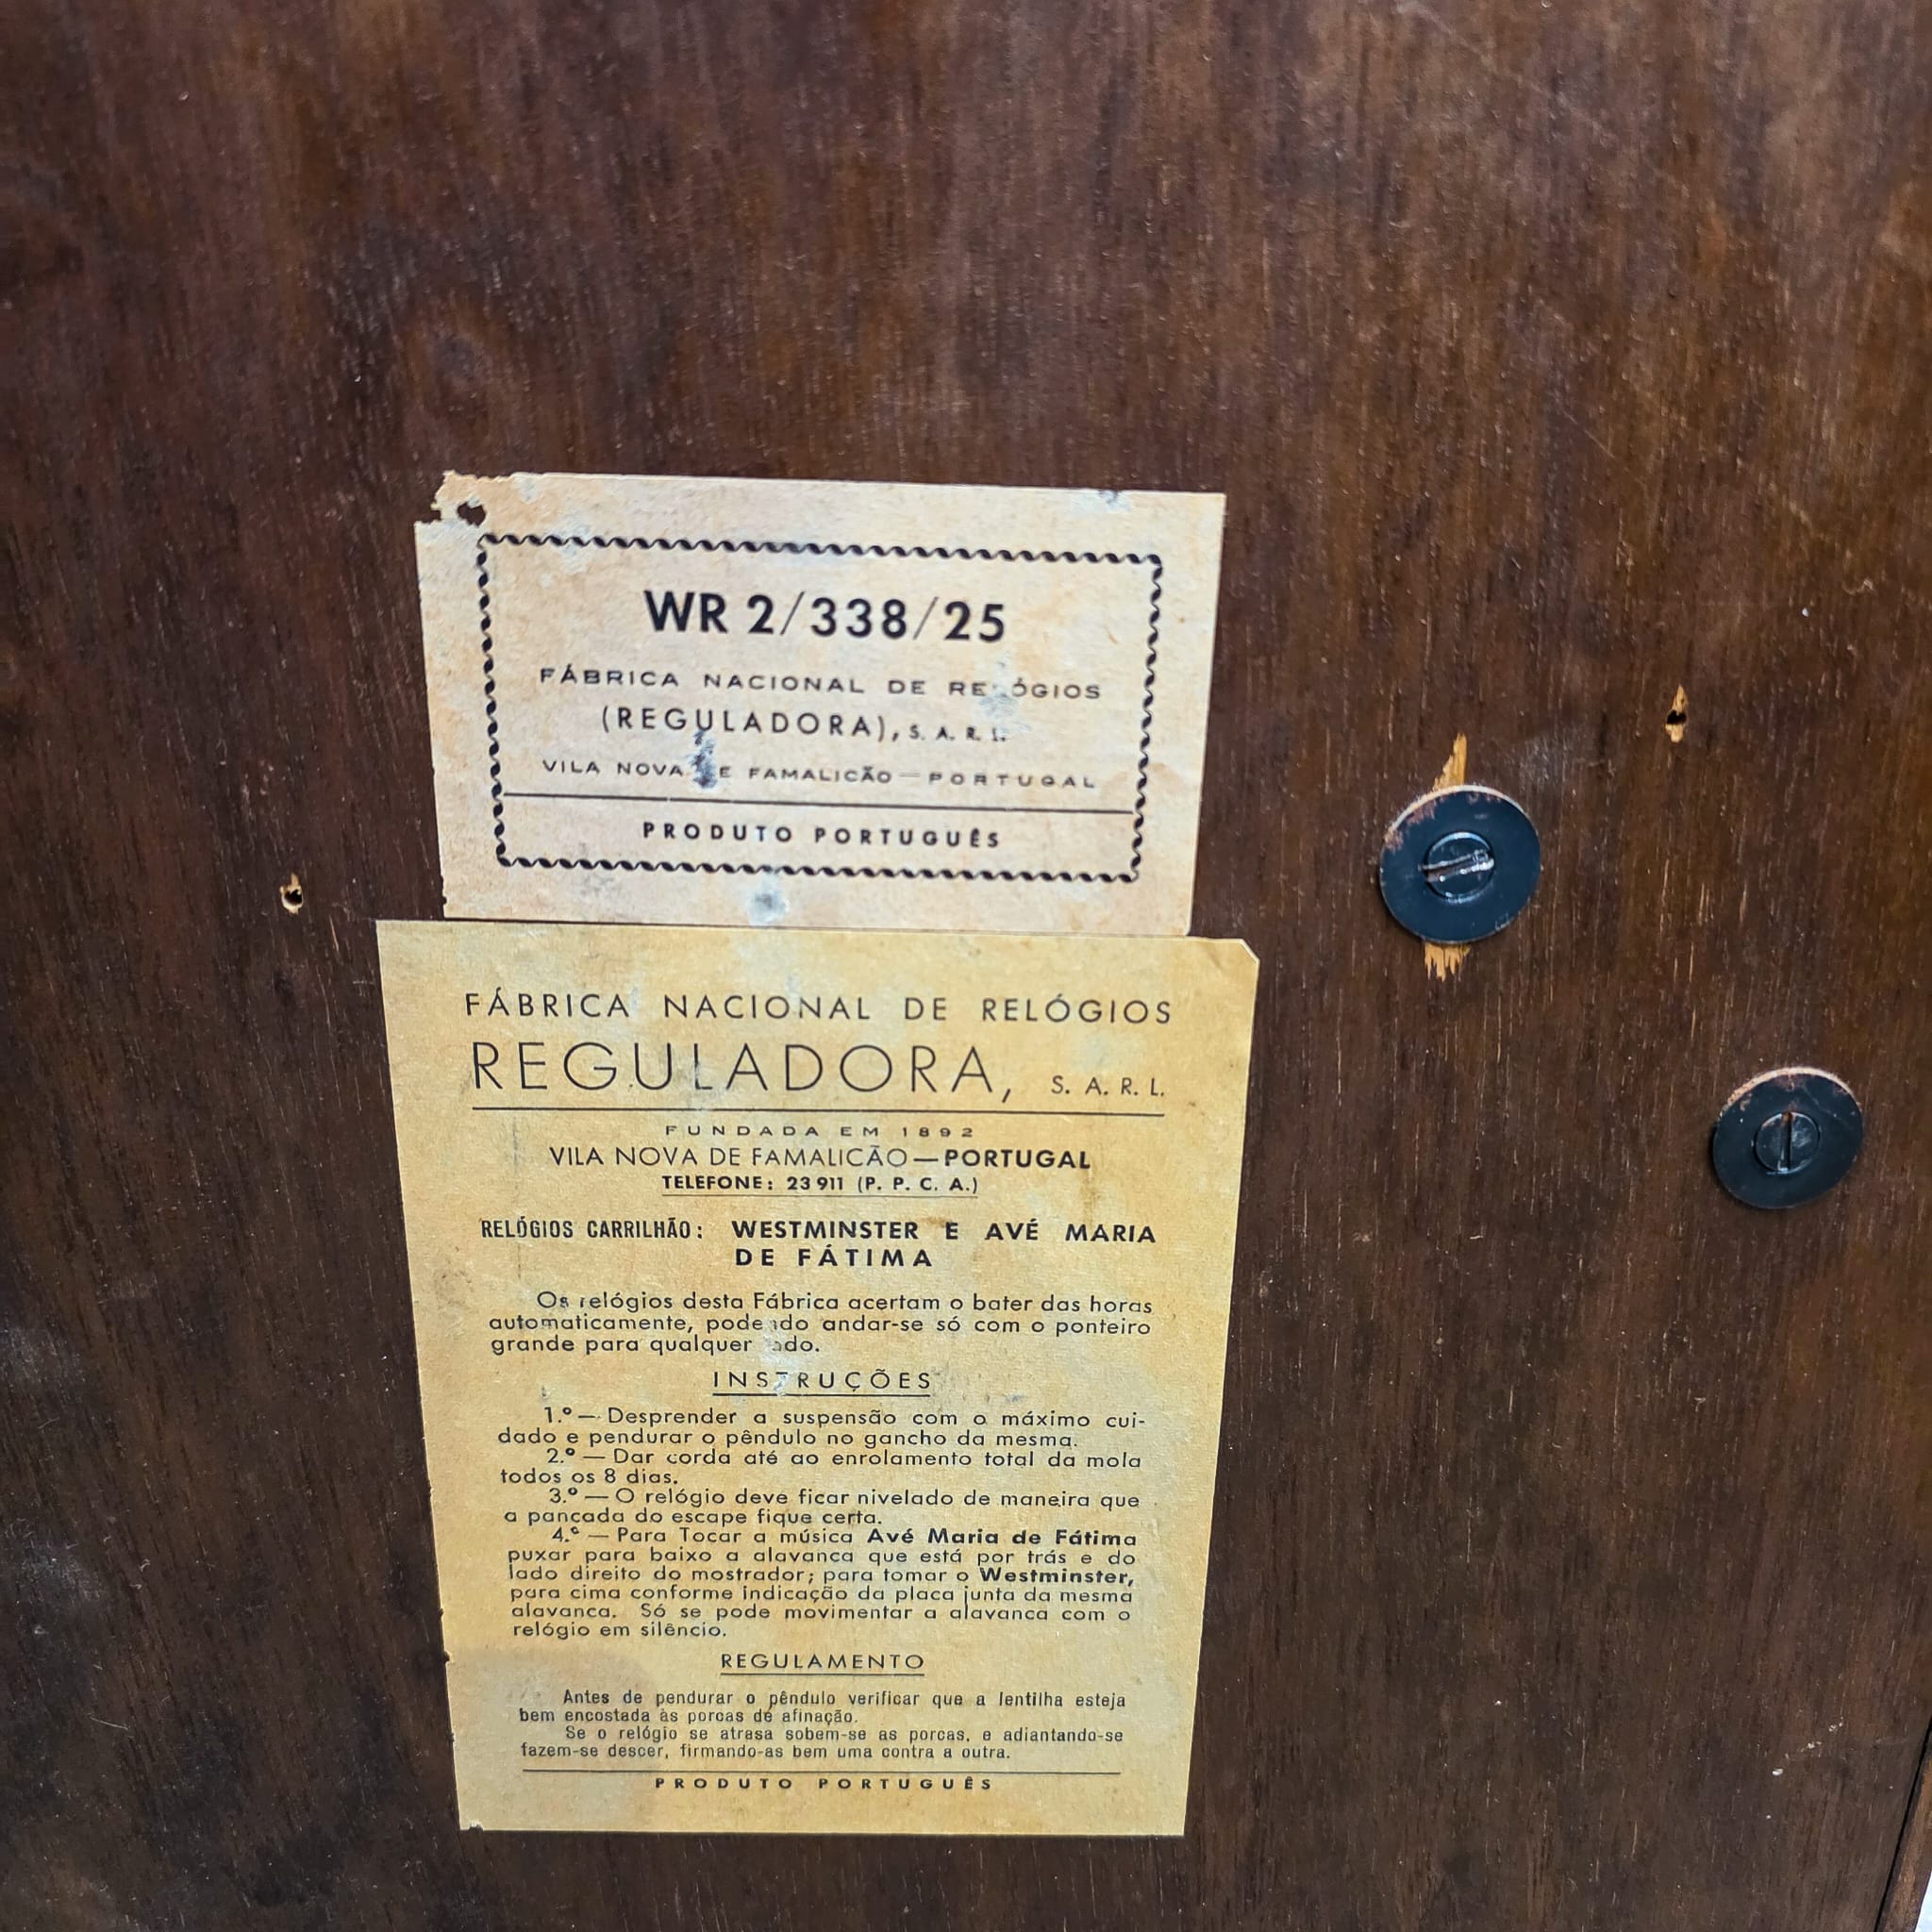 WR 2/338/25
FÁBRICA NACIONAL DE RELÓGIOS
(REGULADORA), S. A. R. L.
VILA NOVA DE FAMALICÃO — PORTUGAL
PRODUTO PORTUGUÊS
FÁBRICA NACIONAL DE RELÓGIOS
REGULADORA, S. A. R. L.
FUNDADA EM 1892
VILA NOVA DE FAMALICÃO — PORTUGAL
TELEFONE: 23 911 (P. P. C. A.)
RELÓGIOS CARRILHÃO: WESTMINSTER E AVÉ MARIA
DE FÁTIMA
Os relógios desta Fábrica acertam o bater das horas
automaticamente, podendo andar-se só com o ponteiro
grande para qualquer lado.
INSTRUÇÕES
1.º — Desprender a suspensão com o máximo cui-
dado e pendurar o pêndulo no gancho da mesma.
2.º — Dar corda até ao enrolamento total da mola
todos os 8 dias.
3.º — O relógio deve ficar nivelado de maneira que
a pancada do escape fique certa.
4.º — Para Tocar a música Avé Maria de Fátima
puxar para baixo a alavanca que está por trás e do
lado direito do mostrador; para tomar o Westminster,
para cima conforme indicação da placa junta da mesma
alavanca. Só se pode movimentar a alavanca com o
relógio em silêncio.
REGULAMENTO
Antes de pendurar o pêndulo verificar que a lentilha esteja
bem encostada às porcas de afinação.
Se o relógio se atrasa sobem-se as porcas, e adiantando-se
fazem-se descer, firmando-as bem uma contra a outra.
PRODUTO PORTUGUÊS